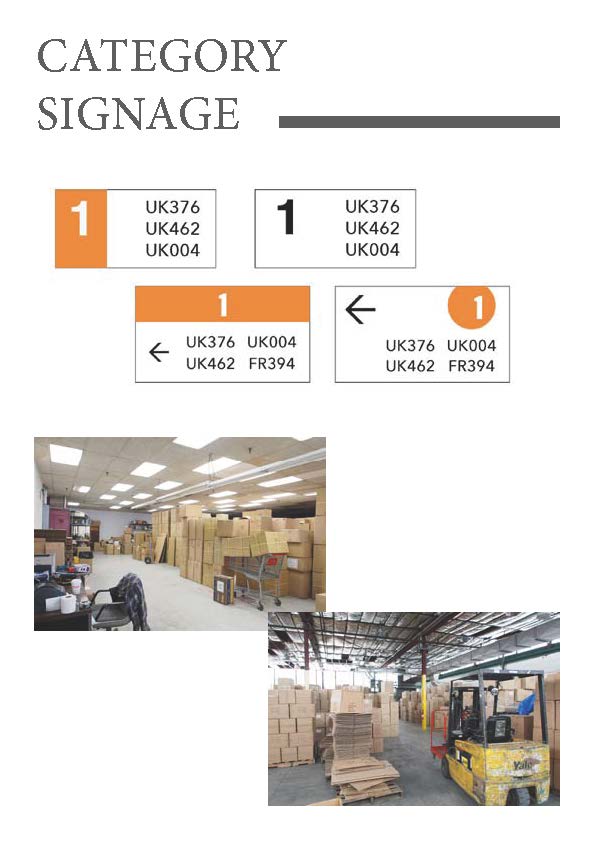 CATEGORY
SIGNAGE
1
UK376
UK462
UK004
1
UK376
UK462
UK004
1
UK376 UK004
UK462 FR394
1
UK376 UK004
UK462 FR394
Yale